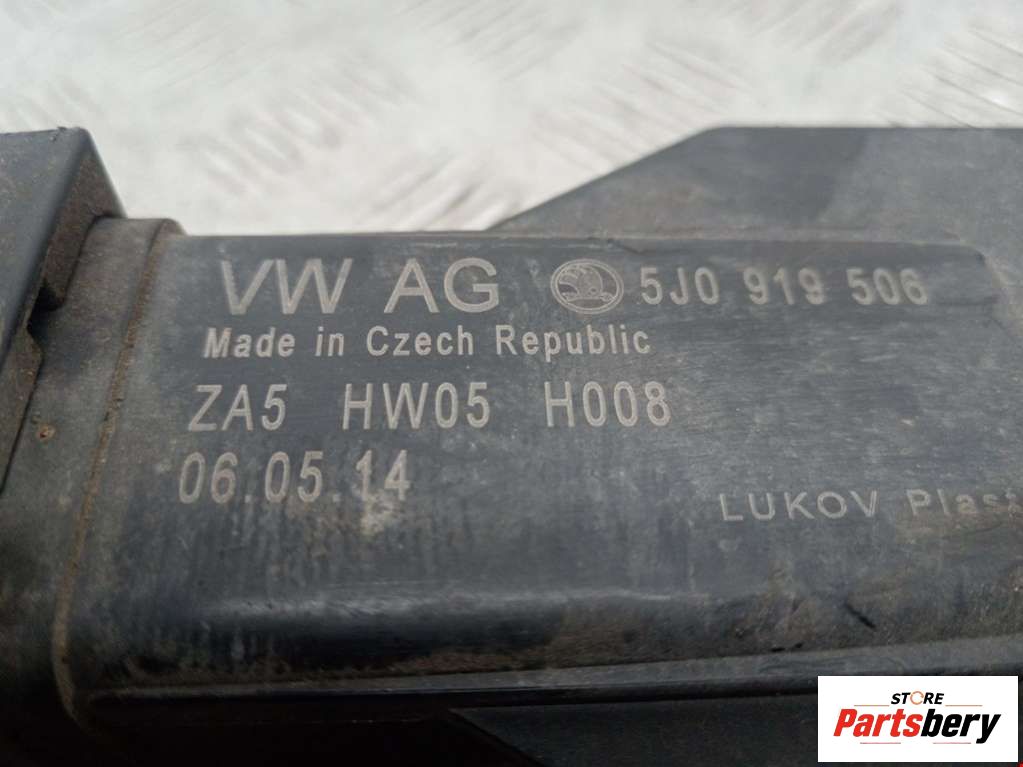 VW AG 5J0 919 506
Made in Czech Republic
ZA5 HW05 H008
06.05.14
LUKOV Plast
STORE
Partsbery